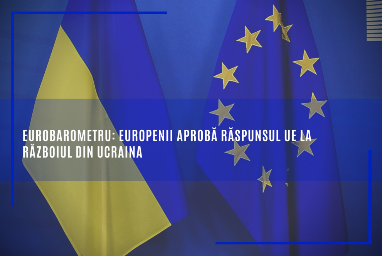 EUROBAROMETRU: EUROPENII APROBĂ RĂSPUNSUL UE LA
RĂZBOIUL DIN UCRAINA